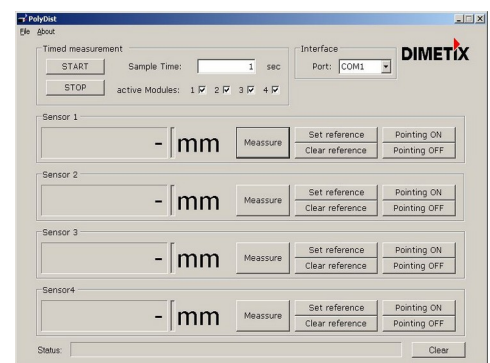 PolyDist
File About
Timed measurement
START Sample Time: 1 sec
STOP active Modules: 1 2 3 4
Interface
Port: COM1
DIMETIX
Sensor 1
- mm Meassure Set reference Pointing ON
Clear reference Pointing OFF
Sensor 2
- mm Meassure Set reference Pointing ON
Clear reference Pointing OFF
Sensor 3
- mm Meassure Set reference Pointing ON
Clear reference Pointing OFF
Sensor4
- mm Meassure Set reference Pointing ON
Clear reference Pointing OFF
Status: Clear